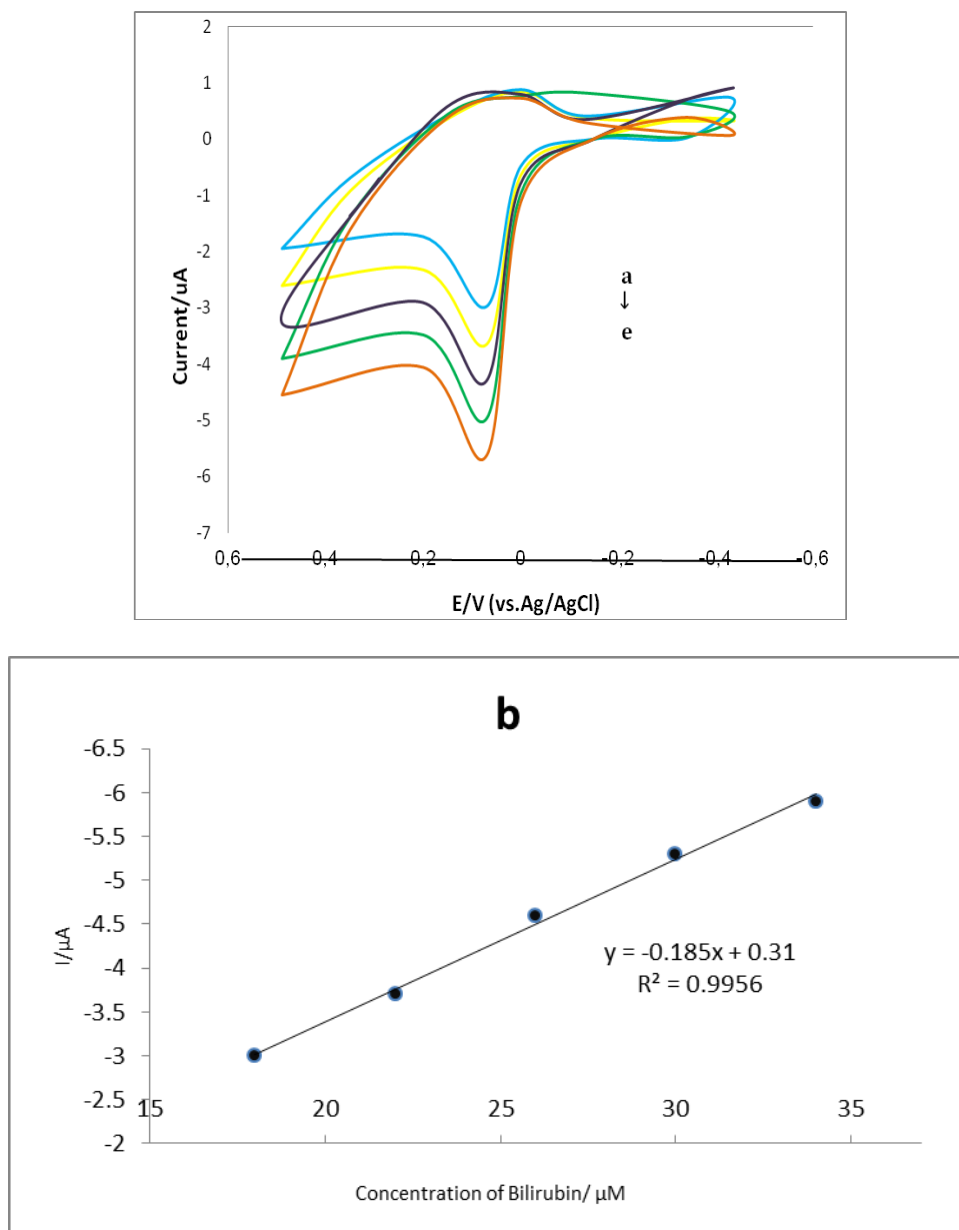 2
1
0
-1
-2
-3
-4
-5
-6
-7
Current/uA
a
↓
e
0,6 0,4 0,2 0 -0,2 -0,4 -0,6
E/V (vs.Ag/AgCl)
b
-6.5
-6
-5.5
-5
-4.5
-4
-3.5
-3
-2.5
-2
I/µA
y = -0.185x + 0.31
R² = 0.9956
15 20 25 30 35
Concentration of Bilirubin/ µM